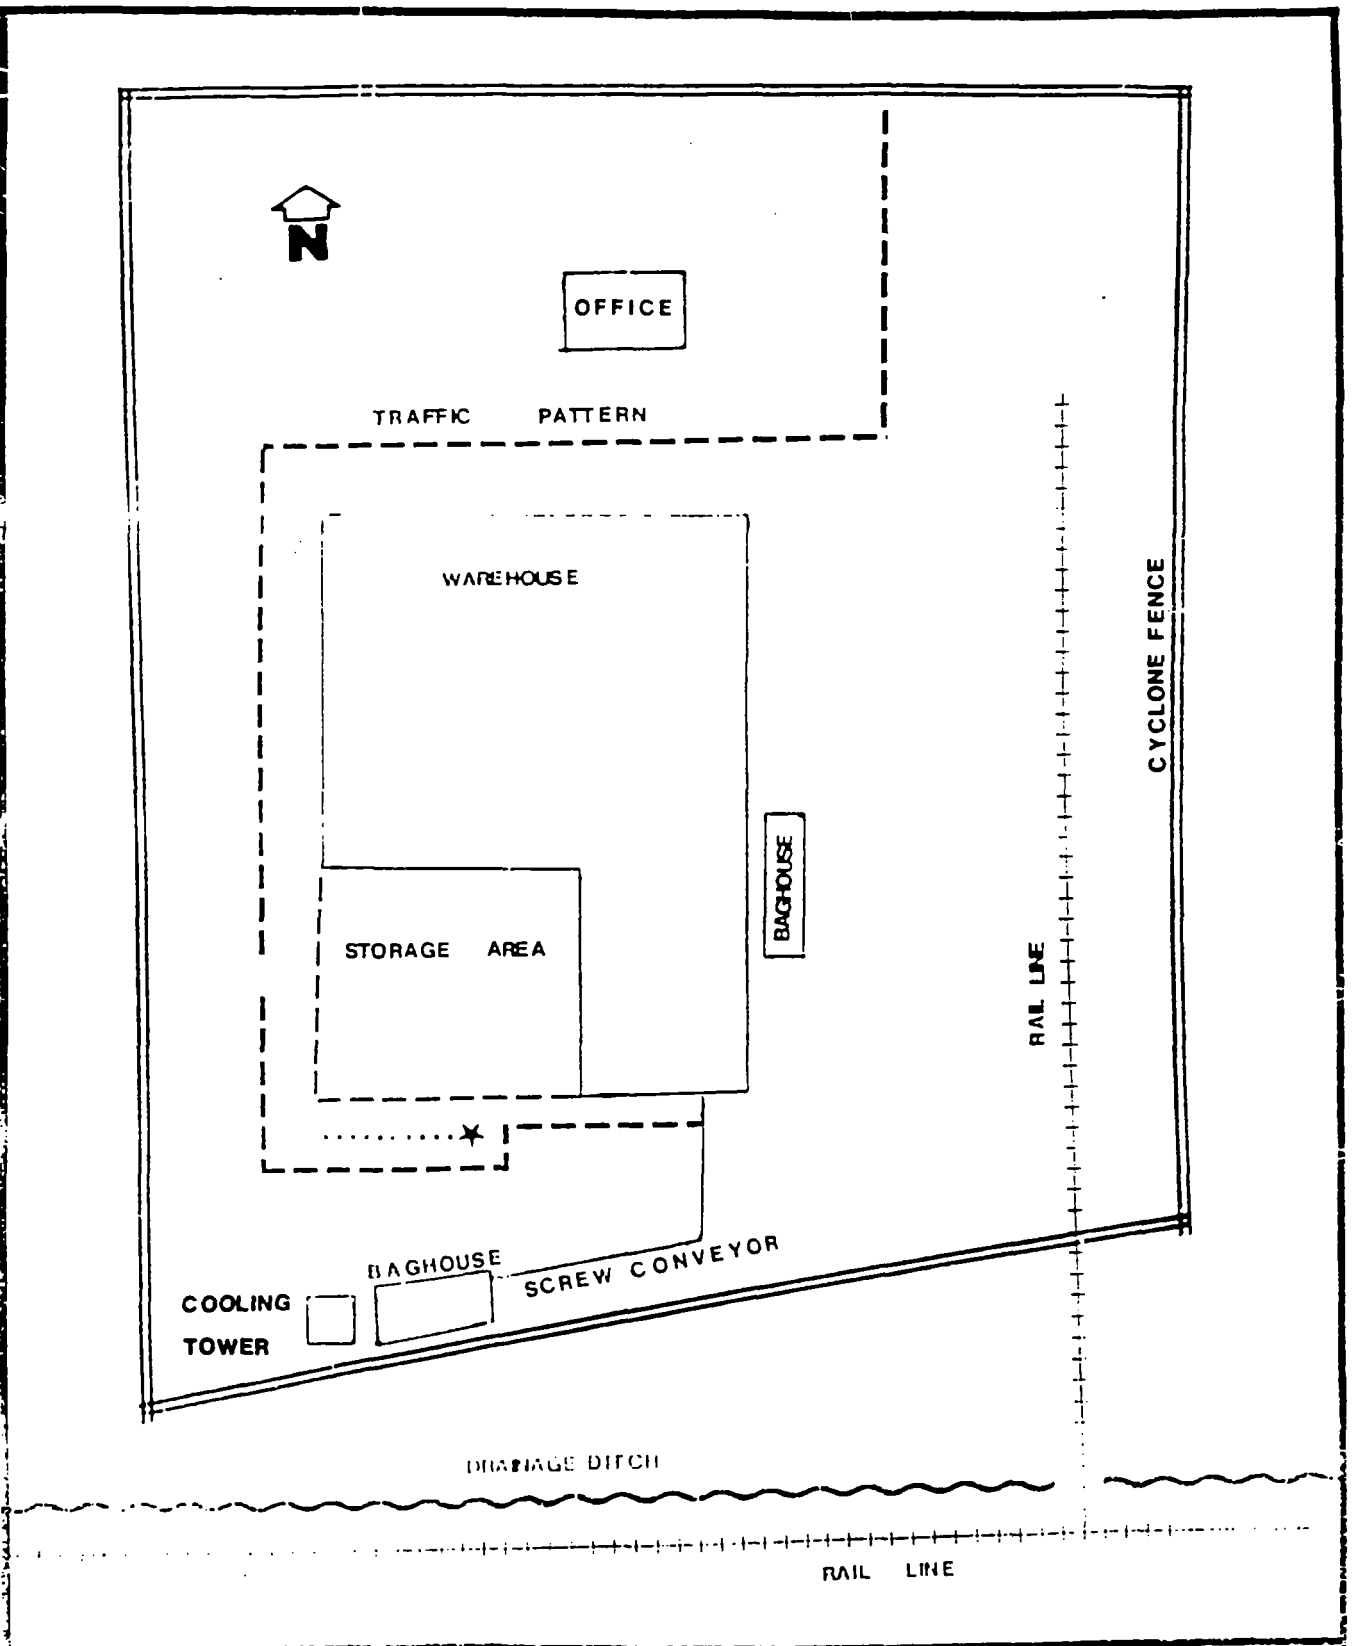 N
OFFICE
TRAFFIC PATTERN
WAREHOUSE
CYCLONE FENCE
BAGHOUSE
STORAGE AREA
RAIL LINE
BAGHOUSE
SCREW CONVEYOR
COOLING
TOWER
DRAINAGE DITCH
RAIL LINE